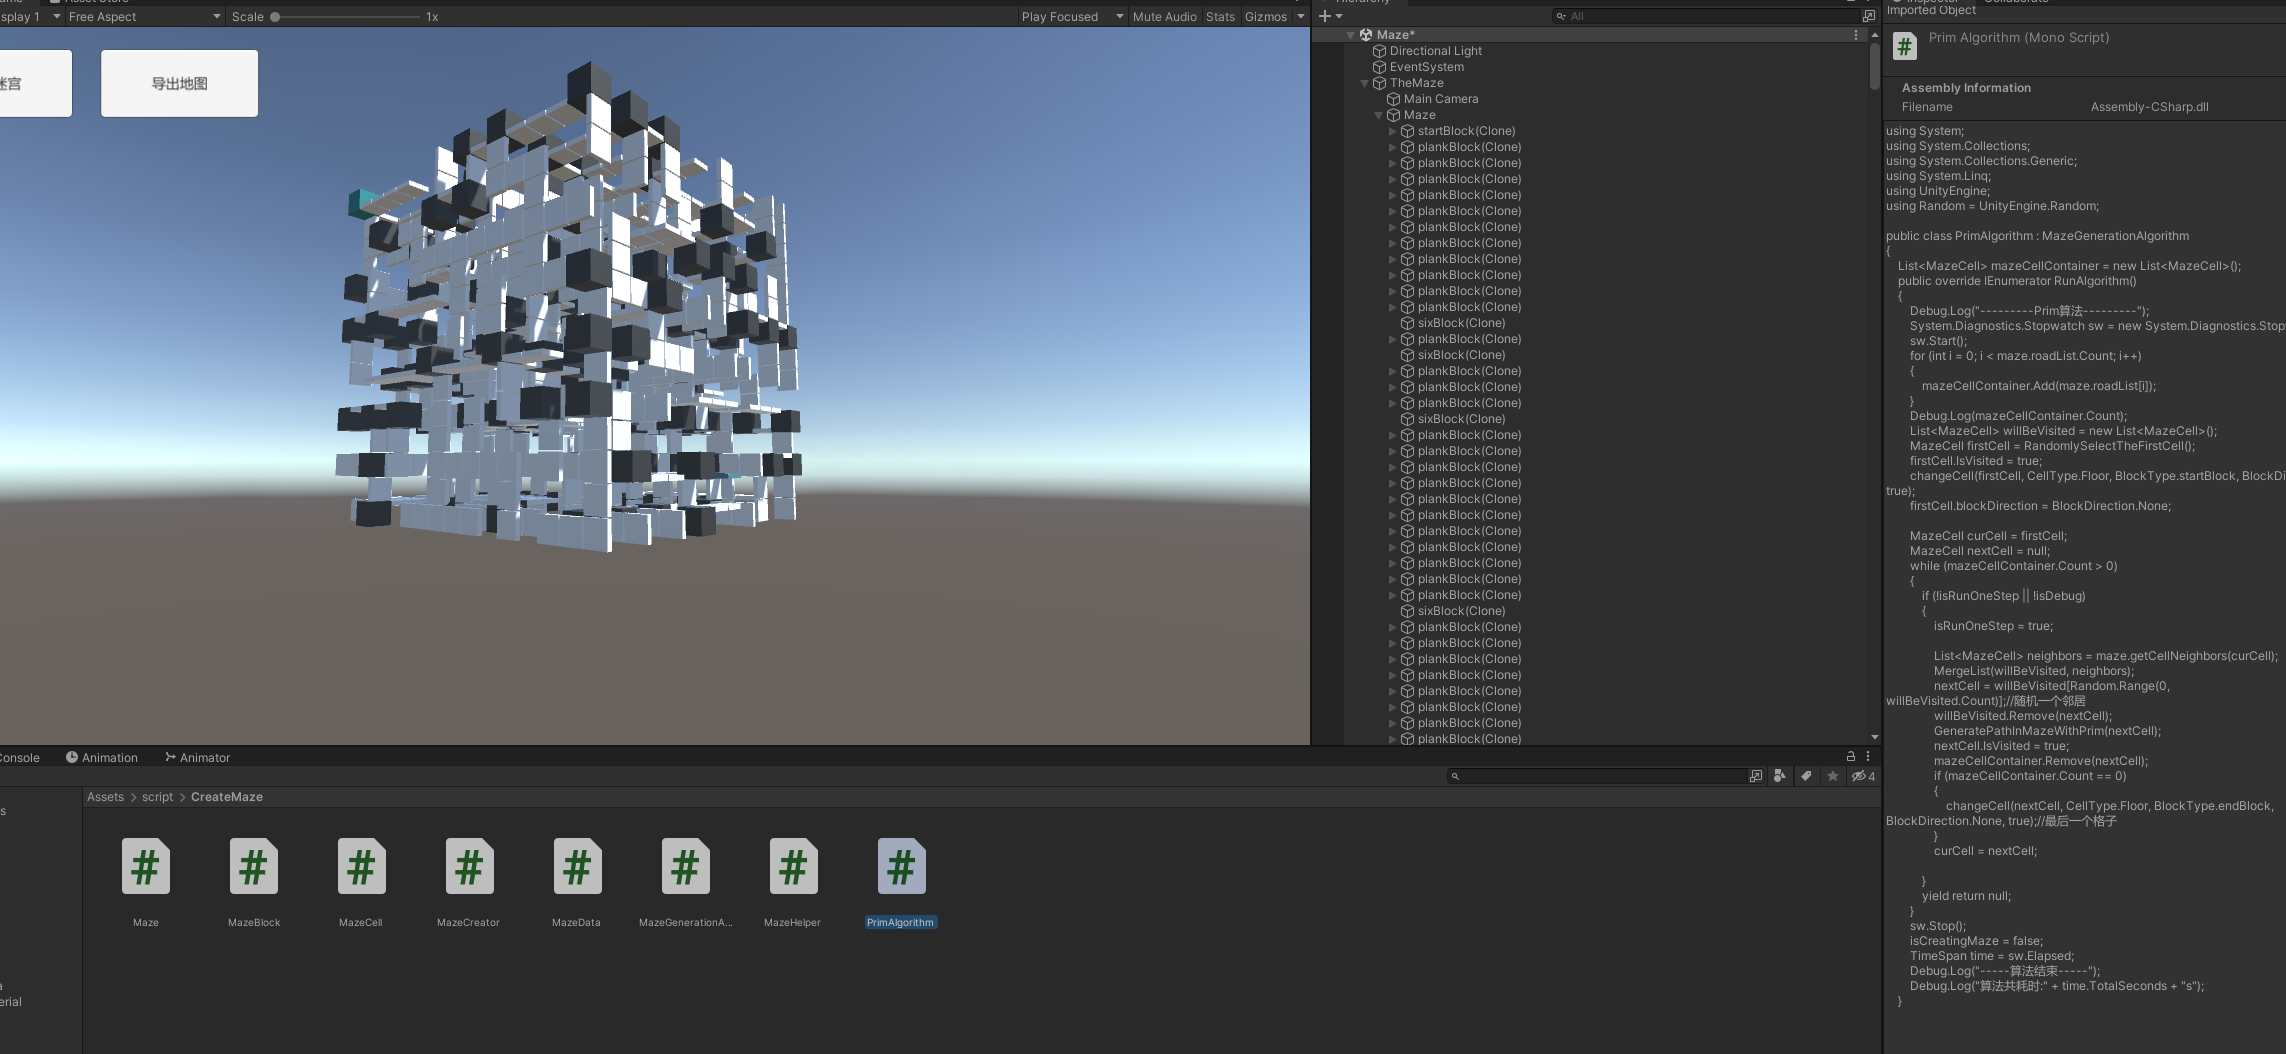 Asset Store
Hierarchy
Inspector
Collaborate
splay 1
Free Aspect
Scale
1x
Play Focused
Mute Audio
Stats
Gizmos
All
Imported Object
迷宫
导出地图
Maze*
Directional Light
EventSystem
TheMaze
Main Camera
Maze
startBlock(Clone)
plankBlock(Clone)
plankBlock(Clone)
plankBlock(Clone)
plankBlock(Clone)
plankBlock(Clone)
plankBlock(Clone)
plankBlock(Clone)
plankBlock(Clone)
plankBlock(Clone)
plankBlock(Clone)
plankBlock(Clone)
sixBlock(Clone)
plankBlock(Clone)
sixBlock(Clone)
plankBlock(Clone)
plankBlock(Clone)
plankBlock(Clone)
sixBlock(Clone)
plankBlock(Clone)
plankBlock(Clone)
plankBlock(Clone)
plankBlock(Clone)
plankBlock(Clone)
plankBlock(Clone)
plankBlock(Clone)
plankBlock(Clone)
plankBlock(Clone)
plankBlock(Clone)
plankBlock(Clone)
sixBlock(Clone)
plankBlock(Clone)
plankBlock(Clone)
plankBlock(Clone)
plankBlock(Clone)
plankBlock(Clone)
plankBlock(Clone)
plankBlock(Clone)
plankBlock(Clone)
Prim Algorithm (Mono Script)
Assembly Information
Filename Assembly-CSharp.dll
using System;
using System.Collections;
using System.Collections.Generic;
using System.Linq;
using UnityEngine;
using Random = UnityEngine.Random;
public class PrimAlgorithm : MazeGenerationAlgorithm
{
List<MazeCell> mazeCellContainer = new List<MazeCell>();
public override IEnumerator RunAlgorithm()
{
Debug.Log("---------Prim算法---------");
System.Diagnostics.Stopwatch sw = new System.Diagnostics.Stop
sw.Start();
for (int i = 0; i < maze.roadList.Count; i++)
{
mazeCellContainer.Add(maze.roadList[i]);
}
Debug.Log(mazeCellContainer.Count);
List<MazeCell> willBeVisited = new List<MazeCell>();
MazeCell firstCell = RandomlySelectTheFirstCell();
firstCell.IsVisited = true;
changeCell(firstCell, CellType.Floor, BlockType.startBlock, BlockDi
true);
firstCell.blockDirection = BlockDirection.None;
MazeCell curCell = firstCell;
MazeCell nextCell = null;
while (mazeCellContainer.Count > 0)
{
if (!isRunOneStep || !isDebug)
{
isRunOneStep = true;
List<MazeCell> neighbors = maze.getCellNeighbors(curCell);
MergeList(willBeVisited, neighbors);
nextCell = willBeVisited[Random.Range(0,
willBeVisited.Count)];//随机一个邻居
willBeVisited.Remove(nextCell);
GeneratePathInMazeWithPrim(nextCell);
nextCell.IsVisited = true;
mazeCellContainer.Remove(nextCell);
if (mazeCellContainer.Count == 0)
{
changeCell(nextCell, CellType.Floor, BlockType.endBlock,
BlockDirection.None, true);//最后一个格子
}
curCell = nextCell;
}
yield return null;
}
sw.Stop();
isCreatingMaze = false;
TimeSpan time = sw.Elapsed;
Debug.Log("-----算法结束-----");
Debug.Log("算法共耗时:" + time.TotalSeconds + "s");
}
Console
Animation
Animator
4
Assets > script > CreateMaze
s
a
erial
Maze
MazeBlock
MazeCell
MazeCreator
MazeData
MazeGenerationA...
MazeHelper
PrimAlgorithm